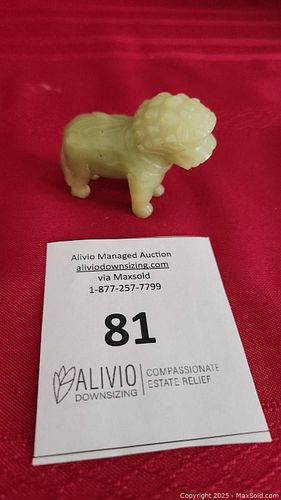 Alivio Managed Auction
aliviodownsizing.com
via Maxsold
1-877-257-7799
81
ALIVIO
DOWNSIZING
COMPASSIONATE
ESTATE RELIEF
Copyright 2025 - MaxSold.com